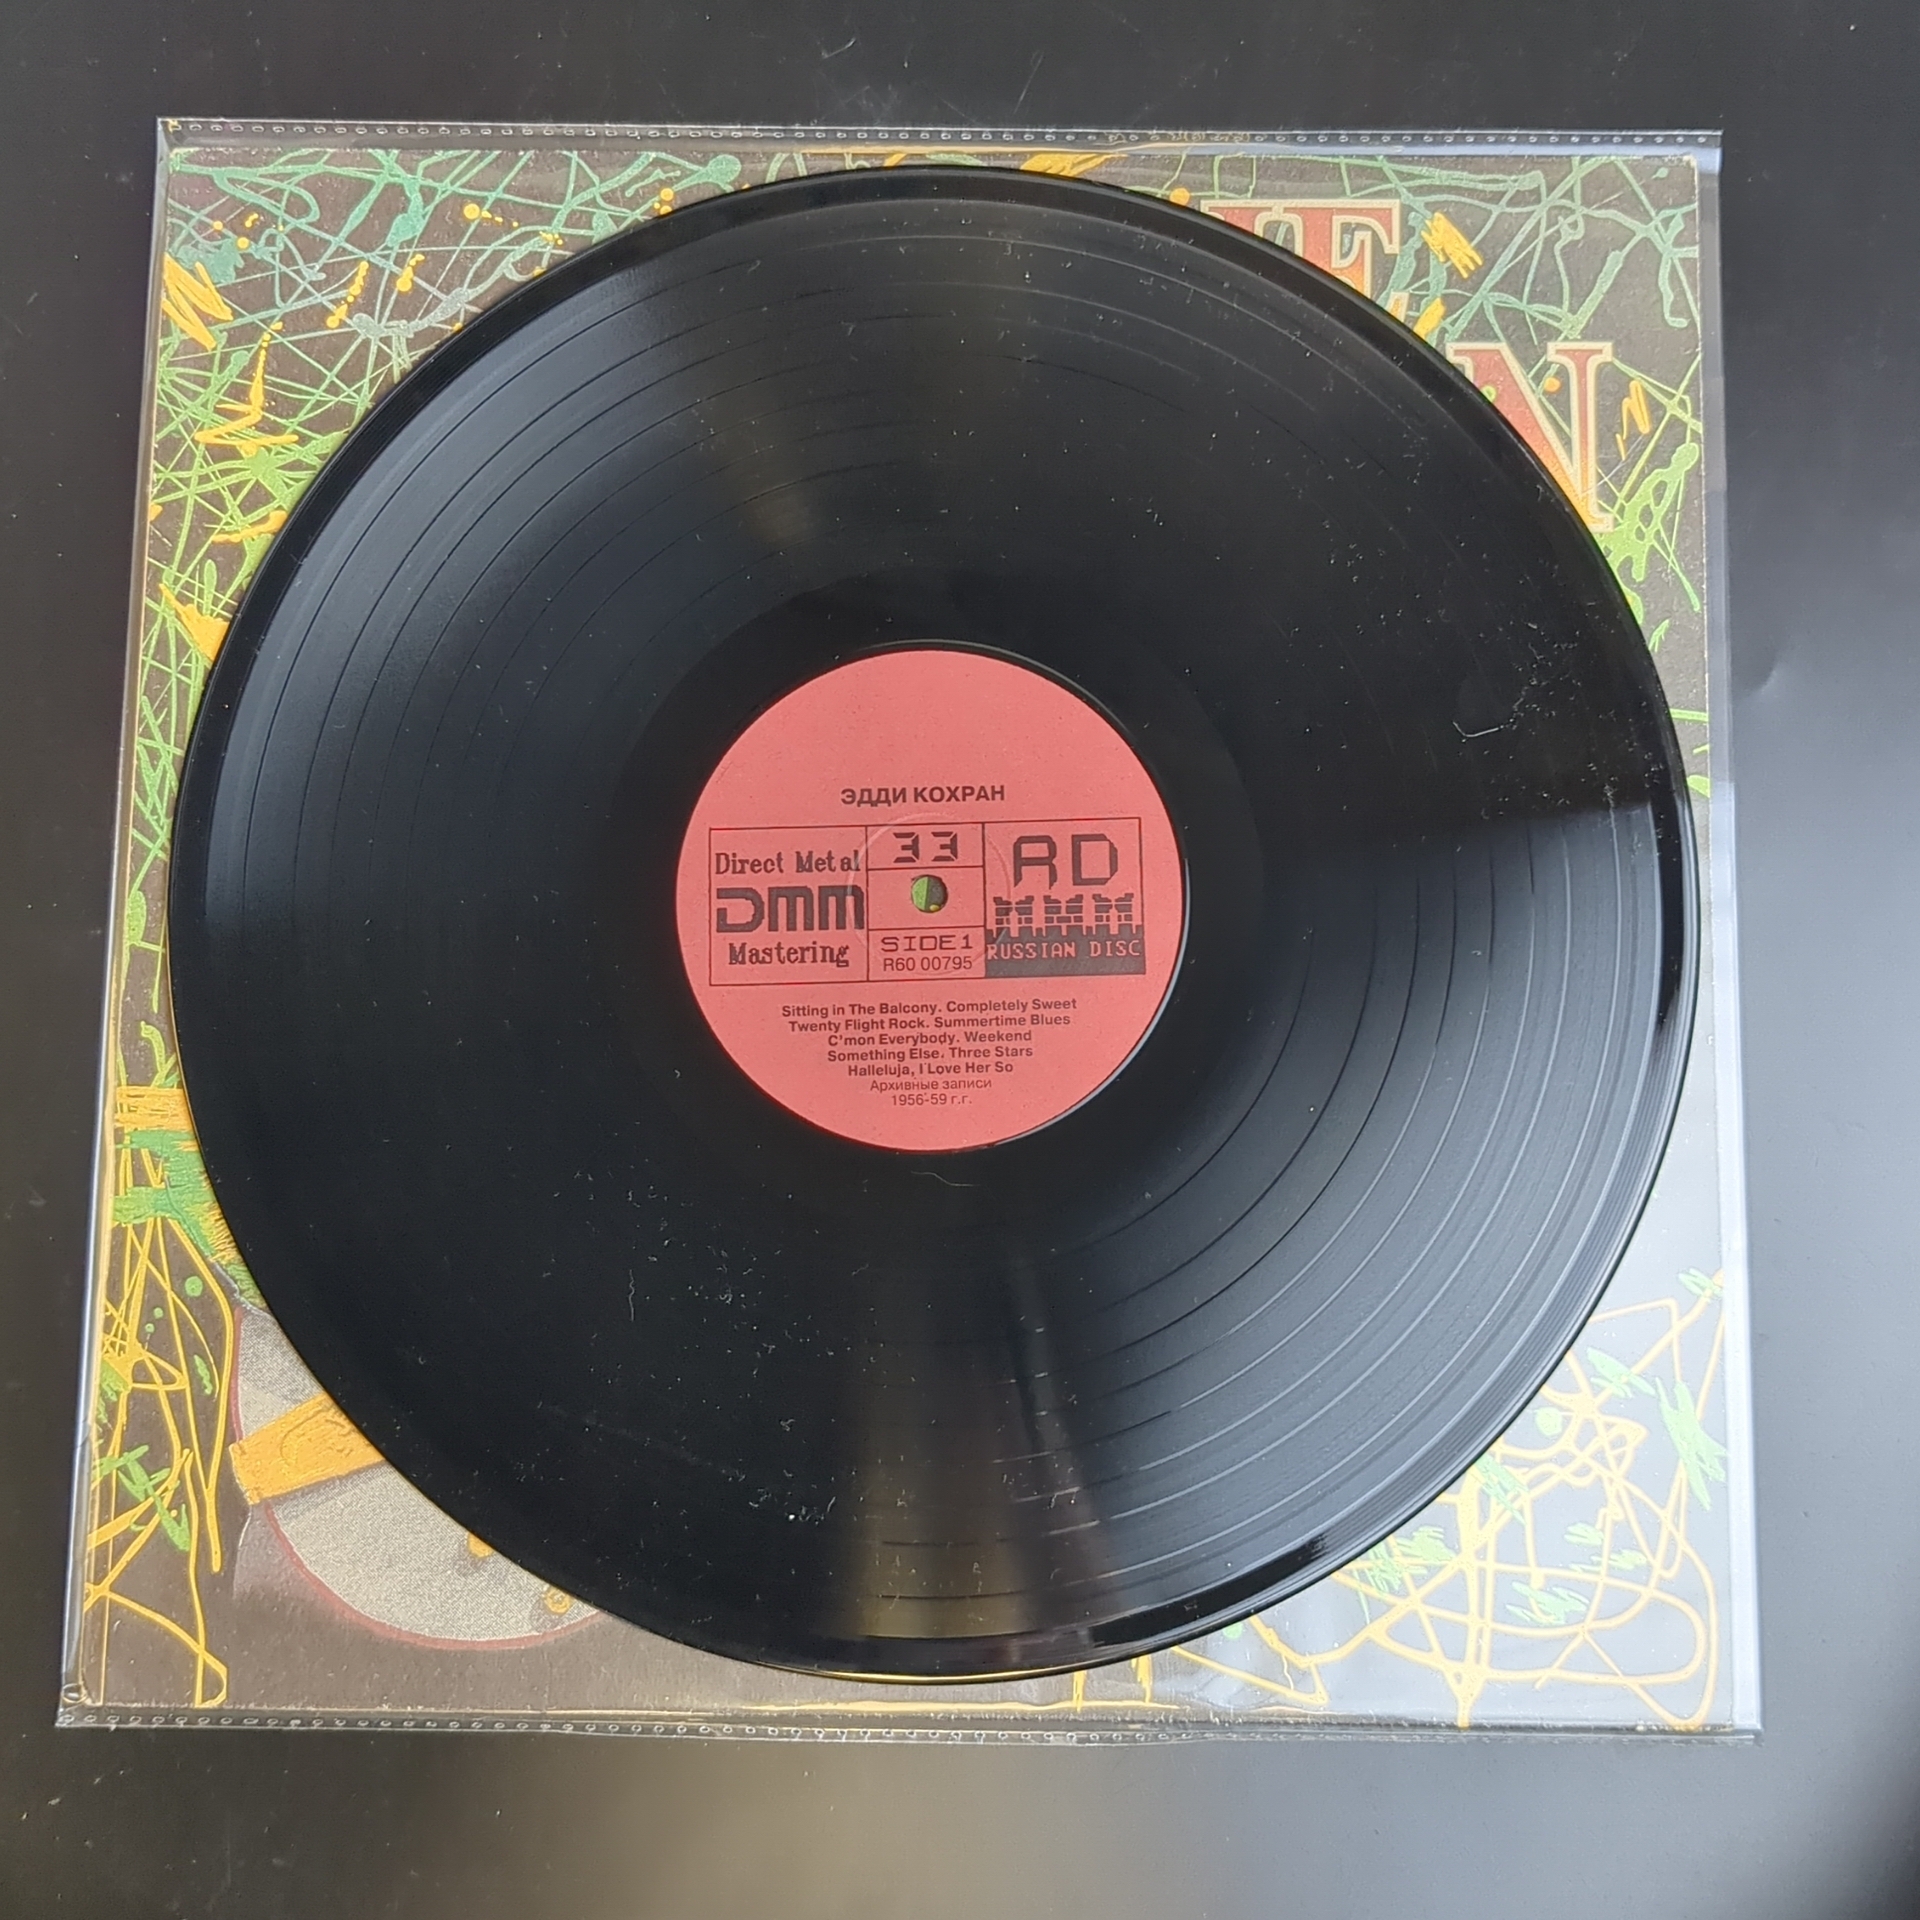 IE
N
ЭДДИ КОХРАН
Direct Metal
DMM
Mastering
33
SIDE 1
R60 00795
RD
RUSSIAN DISC
Sitting in The Balcony. Completely Sweet
Twenty Flight Rock. Summertime Blues
C'mon Everybody. Weekend
Something Else. Three Stars
Halleluja, I Love Her So
Архивные записи
1956-59 г.г.